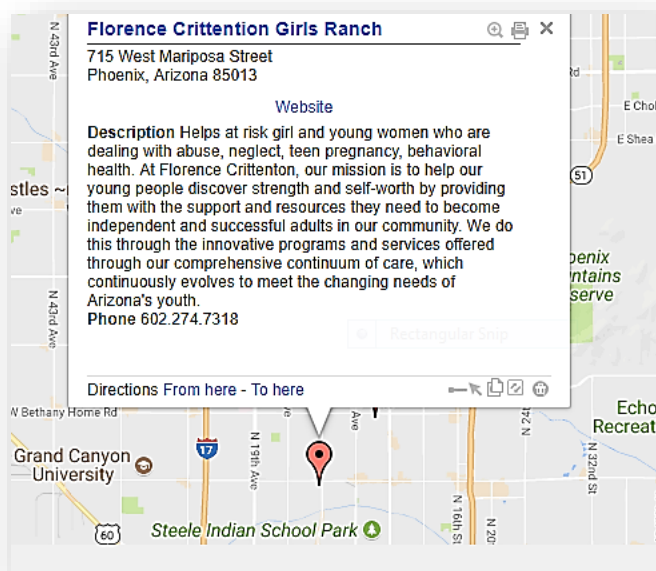 Florence Crittention Girls Ranch
715 West Mariposa Street
Phoenix, Arizona 85013
Website
Description Helps at risk girl and young women who are
dealing with abuse, neglect, teen pregnancy, behavioral
health. At Florence Crittenton, our mission is to help our
young people discover strength and self-worth by providing
them with the support and resources they need to become
independent and successful adults in our community. We do
this through the innovative programs and services offered
through our comprehensive continuum of care, which
continuously evolves to meet the changing needs of
Arizona's youth.
Phone 602.274.7318
Rectangular Snip
Directions From here - To here
N 43rd Ave
Rd
E Chol
E Shea
51
stles ~
ve
oenix
ntains
serve
N 43rd Ave
W Bethany Home Rd
ve
Ave
N 24t
Echo
Recreat
Grand Canyon
University
17
N 19th Ave
N 32nd St
N 16th St
N 20
60
Steele Indian School Park